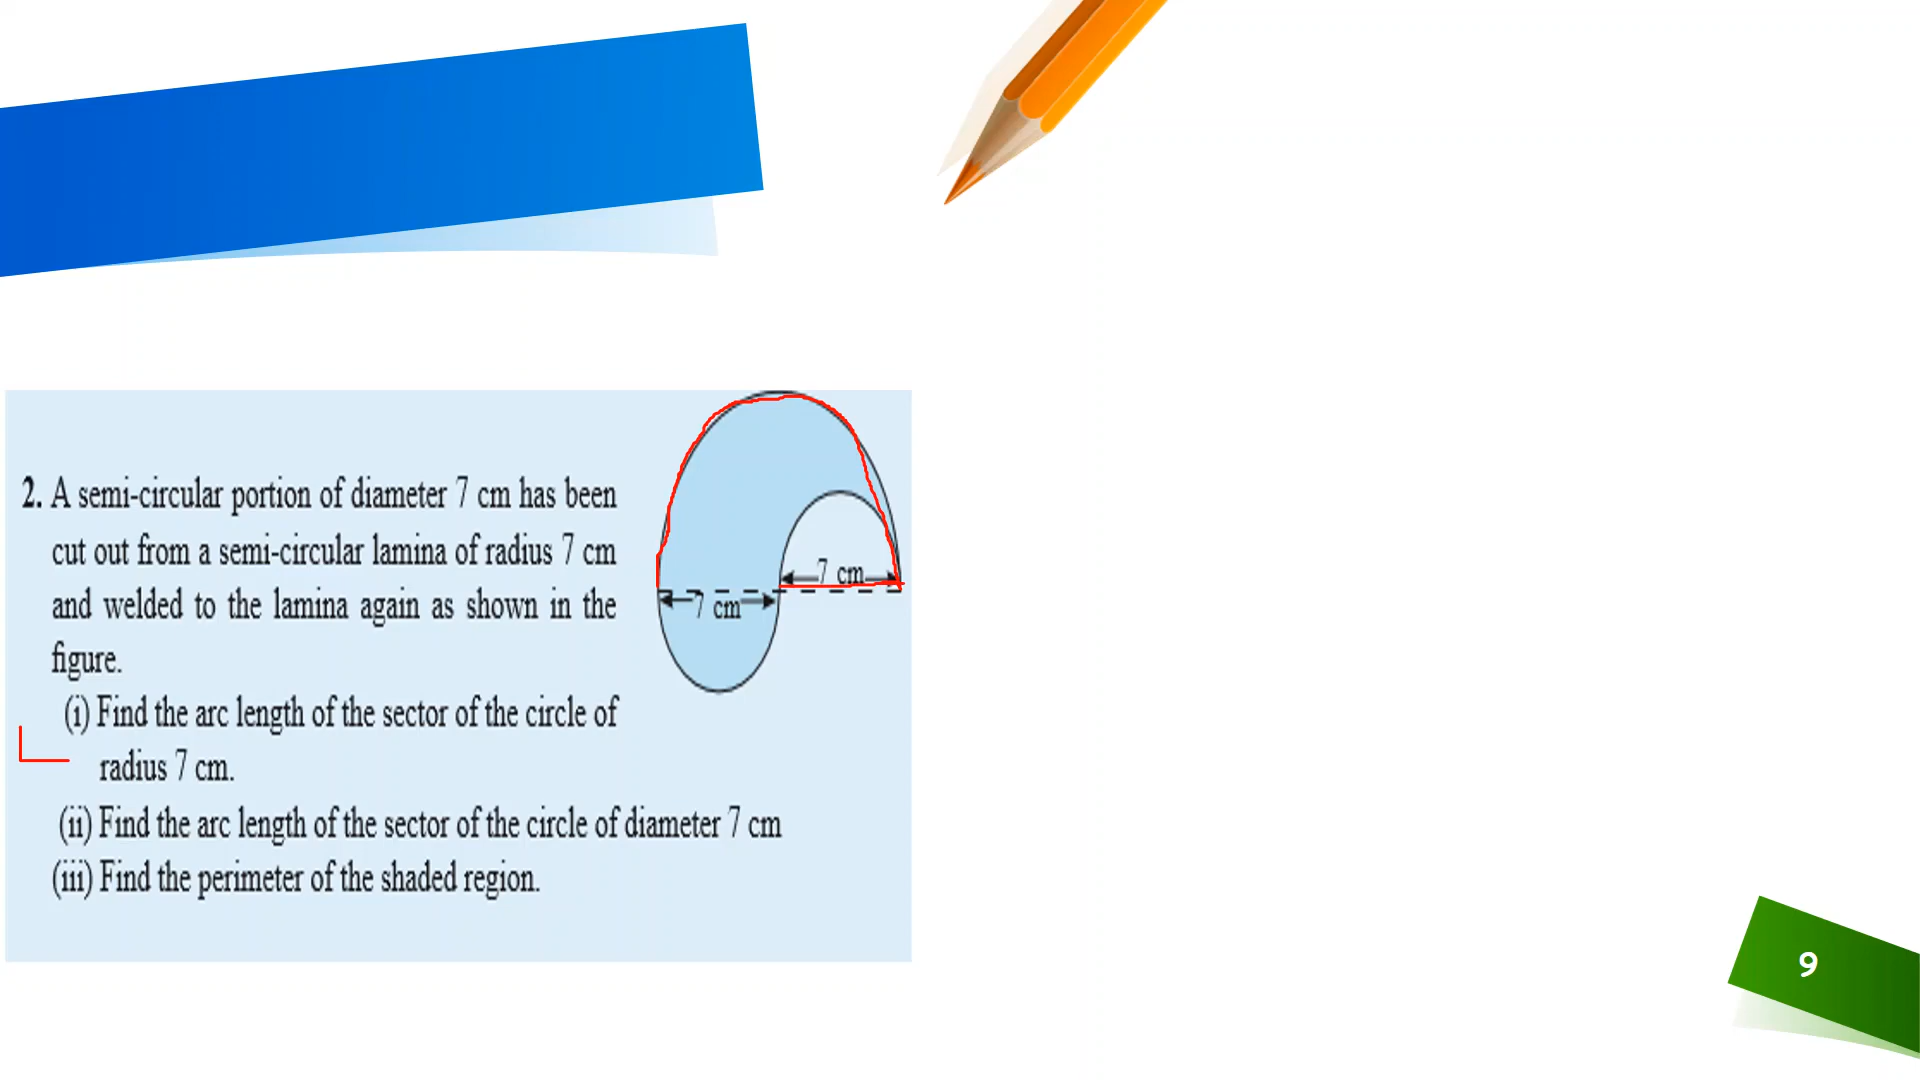 2. A semi-circular portion of diameter 7 cm has been
cut out from a semi-circular lamina of radius 7 cm
and welded to the lamina again as shown in the
figure.
(i) Find the arc length of the sector of the circle of
radius 7 cm.
(ii) Find the arc length of the sector of the circle of diameter 7 cm
(iii) Find the perimeter of the shaded region.
7 cm
7 cm
9